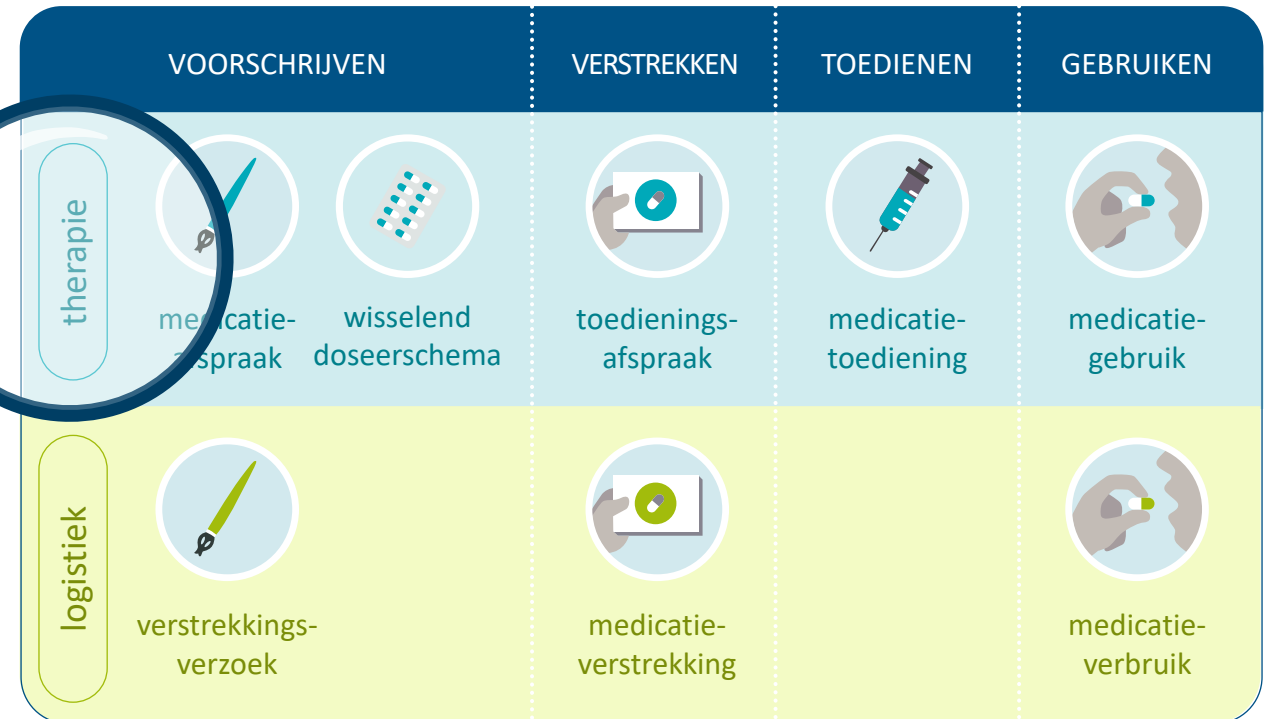 VOORSCHRIJVEN
VERSTREKKEN
TOEDIENEN
GEBRUIKEN
therapie
medicatie-
afspraak
wisselend
doseerschema
toedienings-
afspraak
medicatie-
toediening
medicatie-
gebruik
logistiek
verstrekkings-
verzoek
medicatie-
verstrekking
medicatie-
verbruik